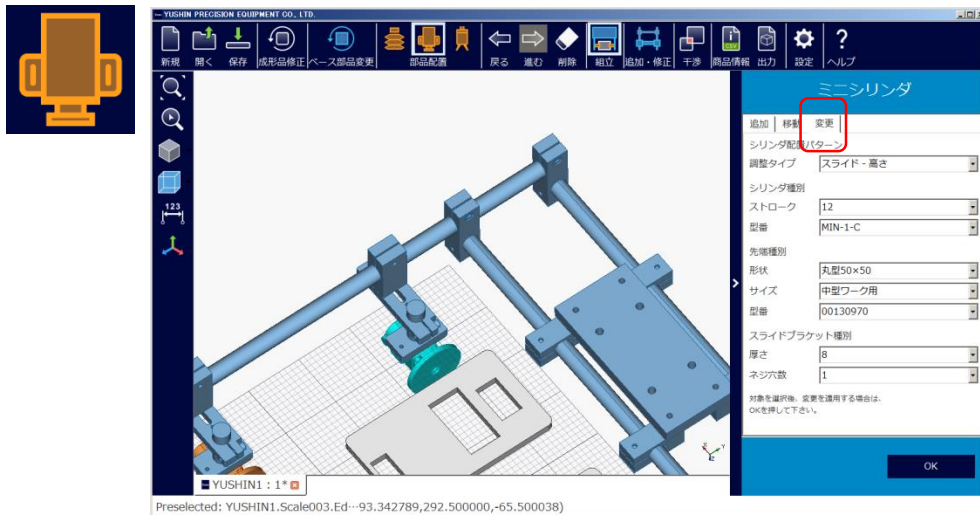 YUSHIN PRECISION EQUIPMENT CO., LTD.
新規 開く 保存 成形品修正 ベース部品変更 部品配置 戻る 進む 削除 組立 追加・修正 干渉 商品情報 出力 設定 ヘルプ
CSV
?
ミニシリンダ
追加 移動 変更
シリンダ配置パターン
調整タイプ スライド - 高さ
シリンダ種別
ストローク 12
型番 MIN-1-C
先端種別
形状 丸型50×50
サイズ 中型ワーク用
型番 00130970
スライドブラケット種別
厚さ 8
ネジ穴数 1
対象を選択後、変更を適用する場合は、
OKを押して下さい。
OK
123
YUSHIN1 : 1*
Preselected: YUSHIN1.Scale003.Ed…93.342789,292.500000,-65.500038)